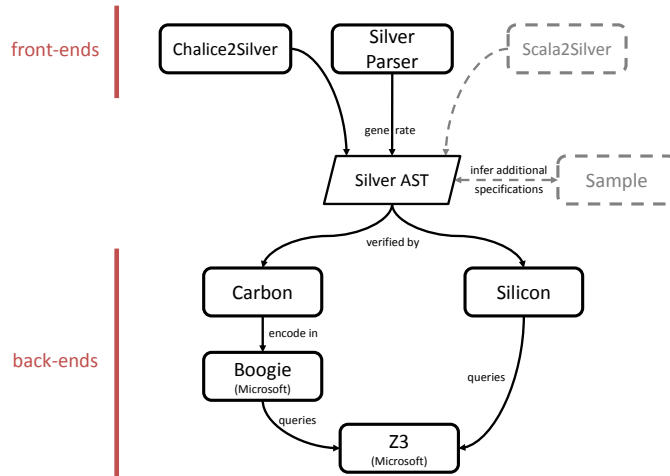 front-ends
Chalice2Silver
Silver
Parser
Scala2Silver
generate
Silver AST
infer additional
specifications
Sample
verified by
Carbon
Silicon
encode in
back-ends
Boogie
(Microsoft)
queries
queries
Z3
(Microsoft)